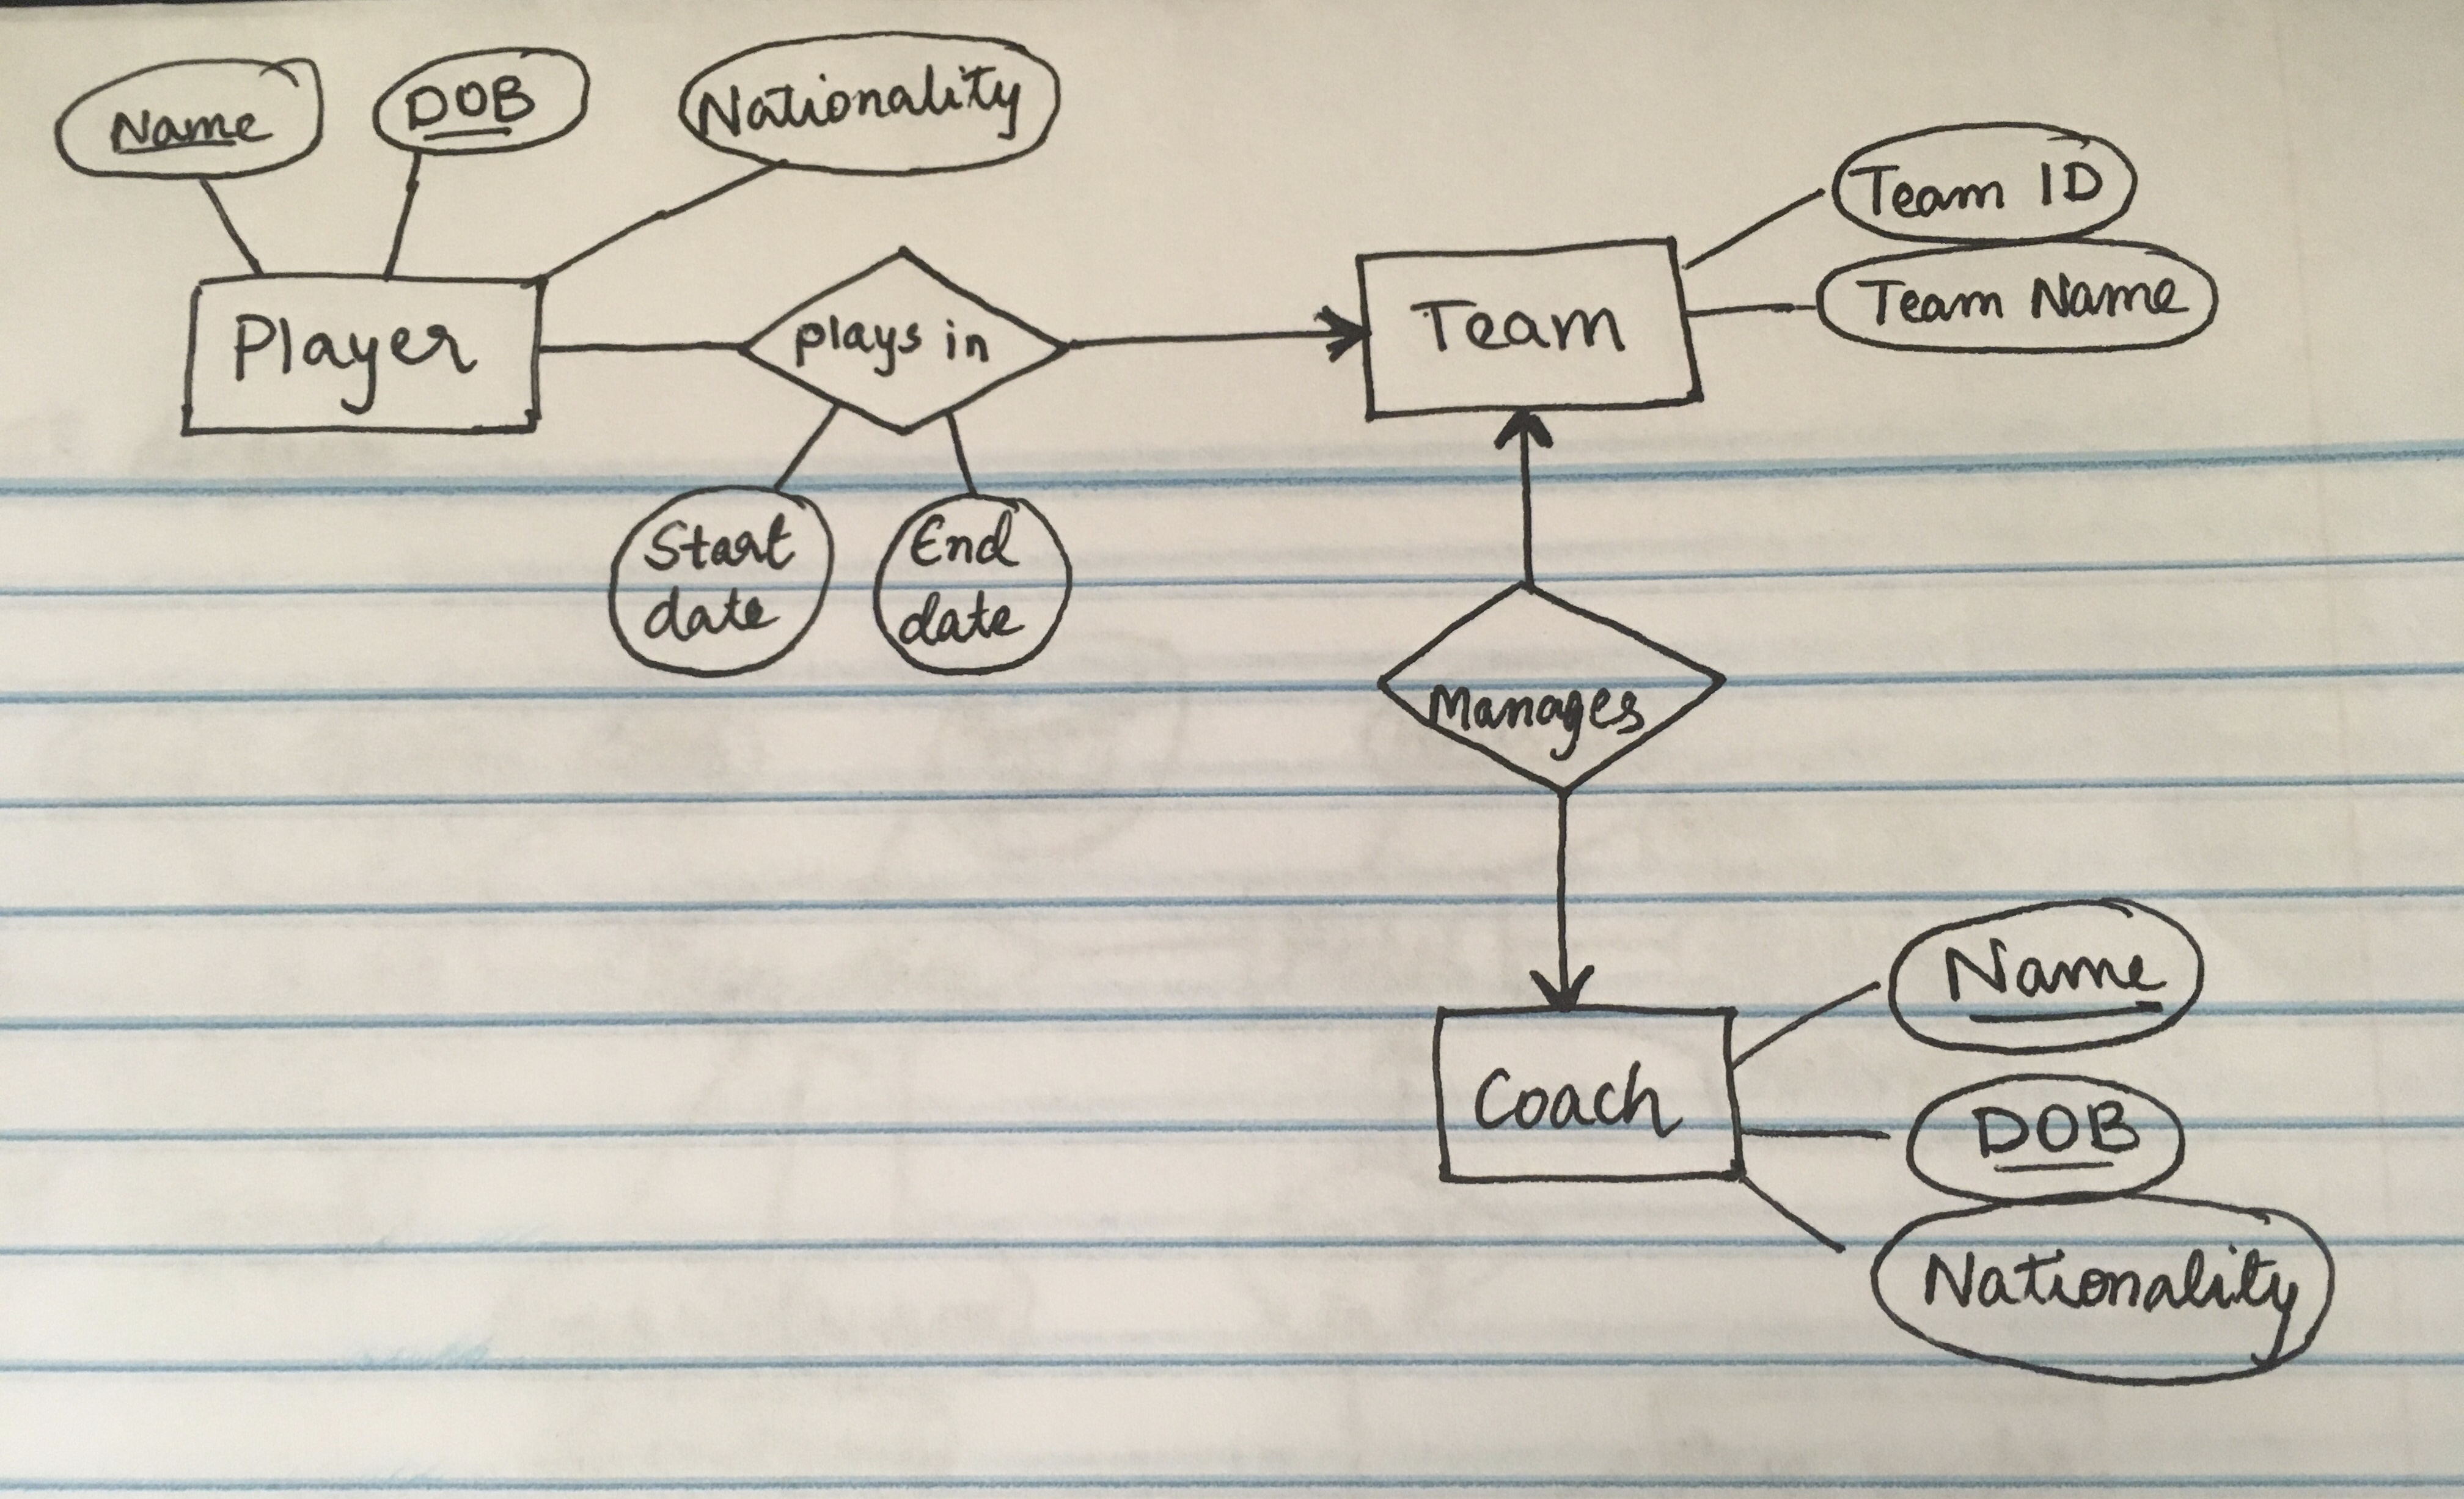 Name
DOB
Nationality
Team ID
Team Name
Player
plays in
Team
Start
date
End
date
Manages
Name
Coach
DOB
Nationality